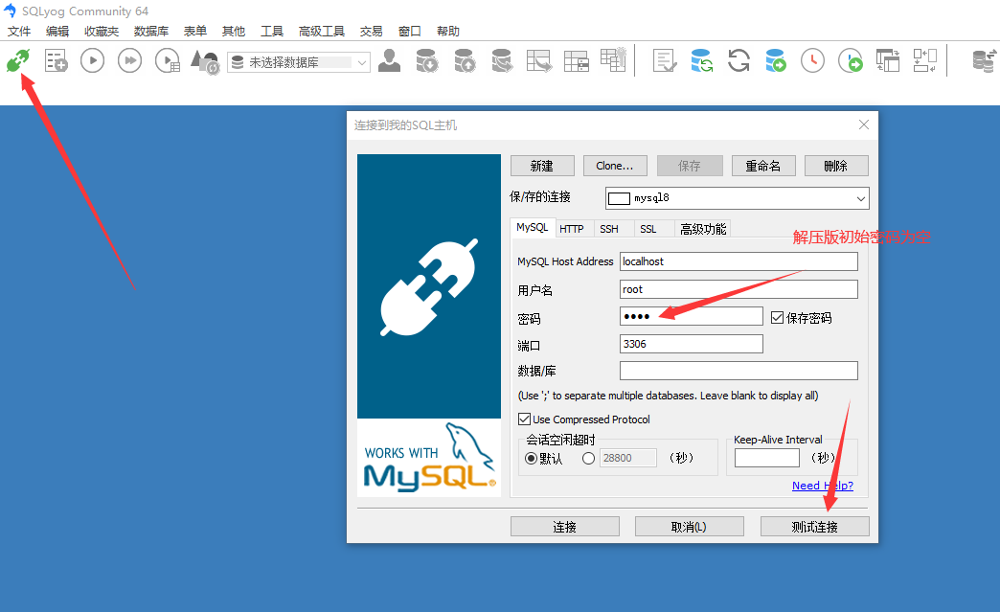 SQLyog Community 64
文件 编辑 收藏夹 数据库 表单 其他 工具 高级工具 交易 窗口 帮助
未选择数据库
连接到我的SQL主机
新建 Clone... 保存 重命名 删除
保/存的连接 mysql8
MySQL HTTP SSH SSL 高级功能
解压版初始密码为空
MySQL Host Address localhost
用户名 root
密码 •••• 保存密码
端口 3306
数据/库
(Use ';' to separate multiple databases. Leave blank to display all)
Use Compressed Protocol
会话空闲超时 Keep-Alive Interval
默认 28800 (秒) (秒)
Need Help?
WORKS WITH
MySQL
连接 取消(L) 测试连接